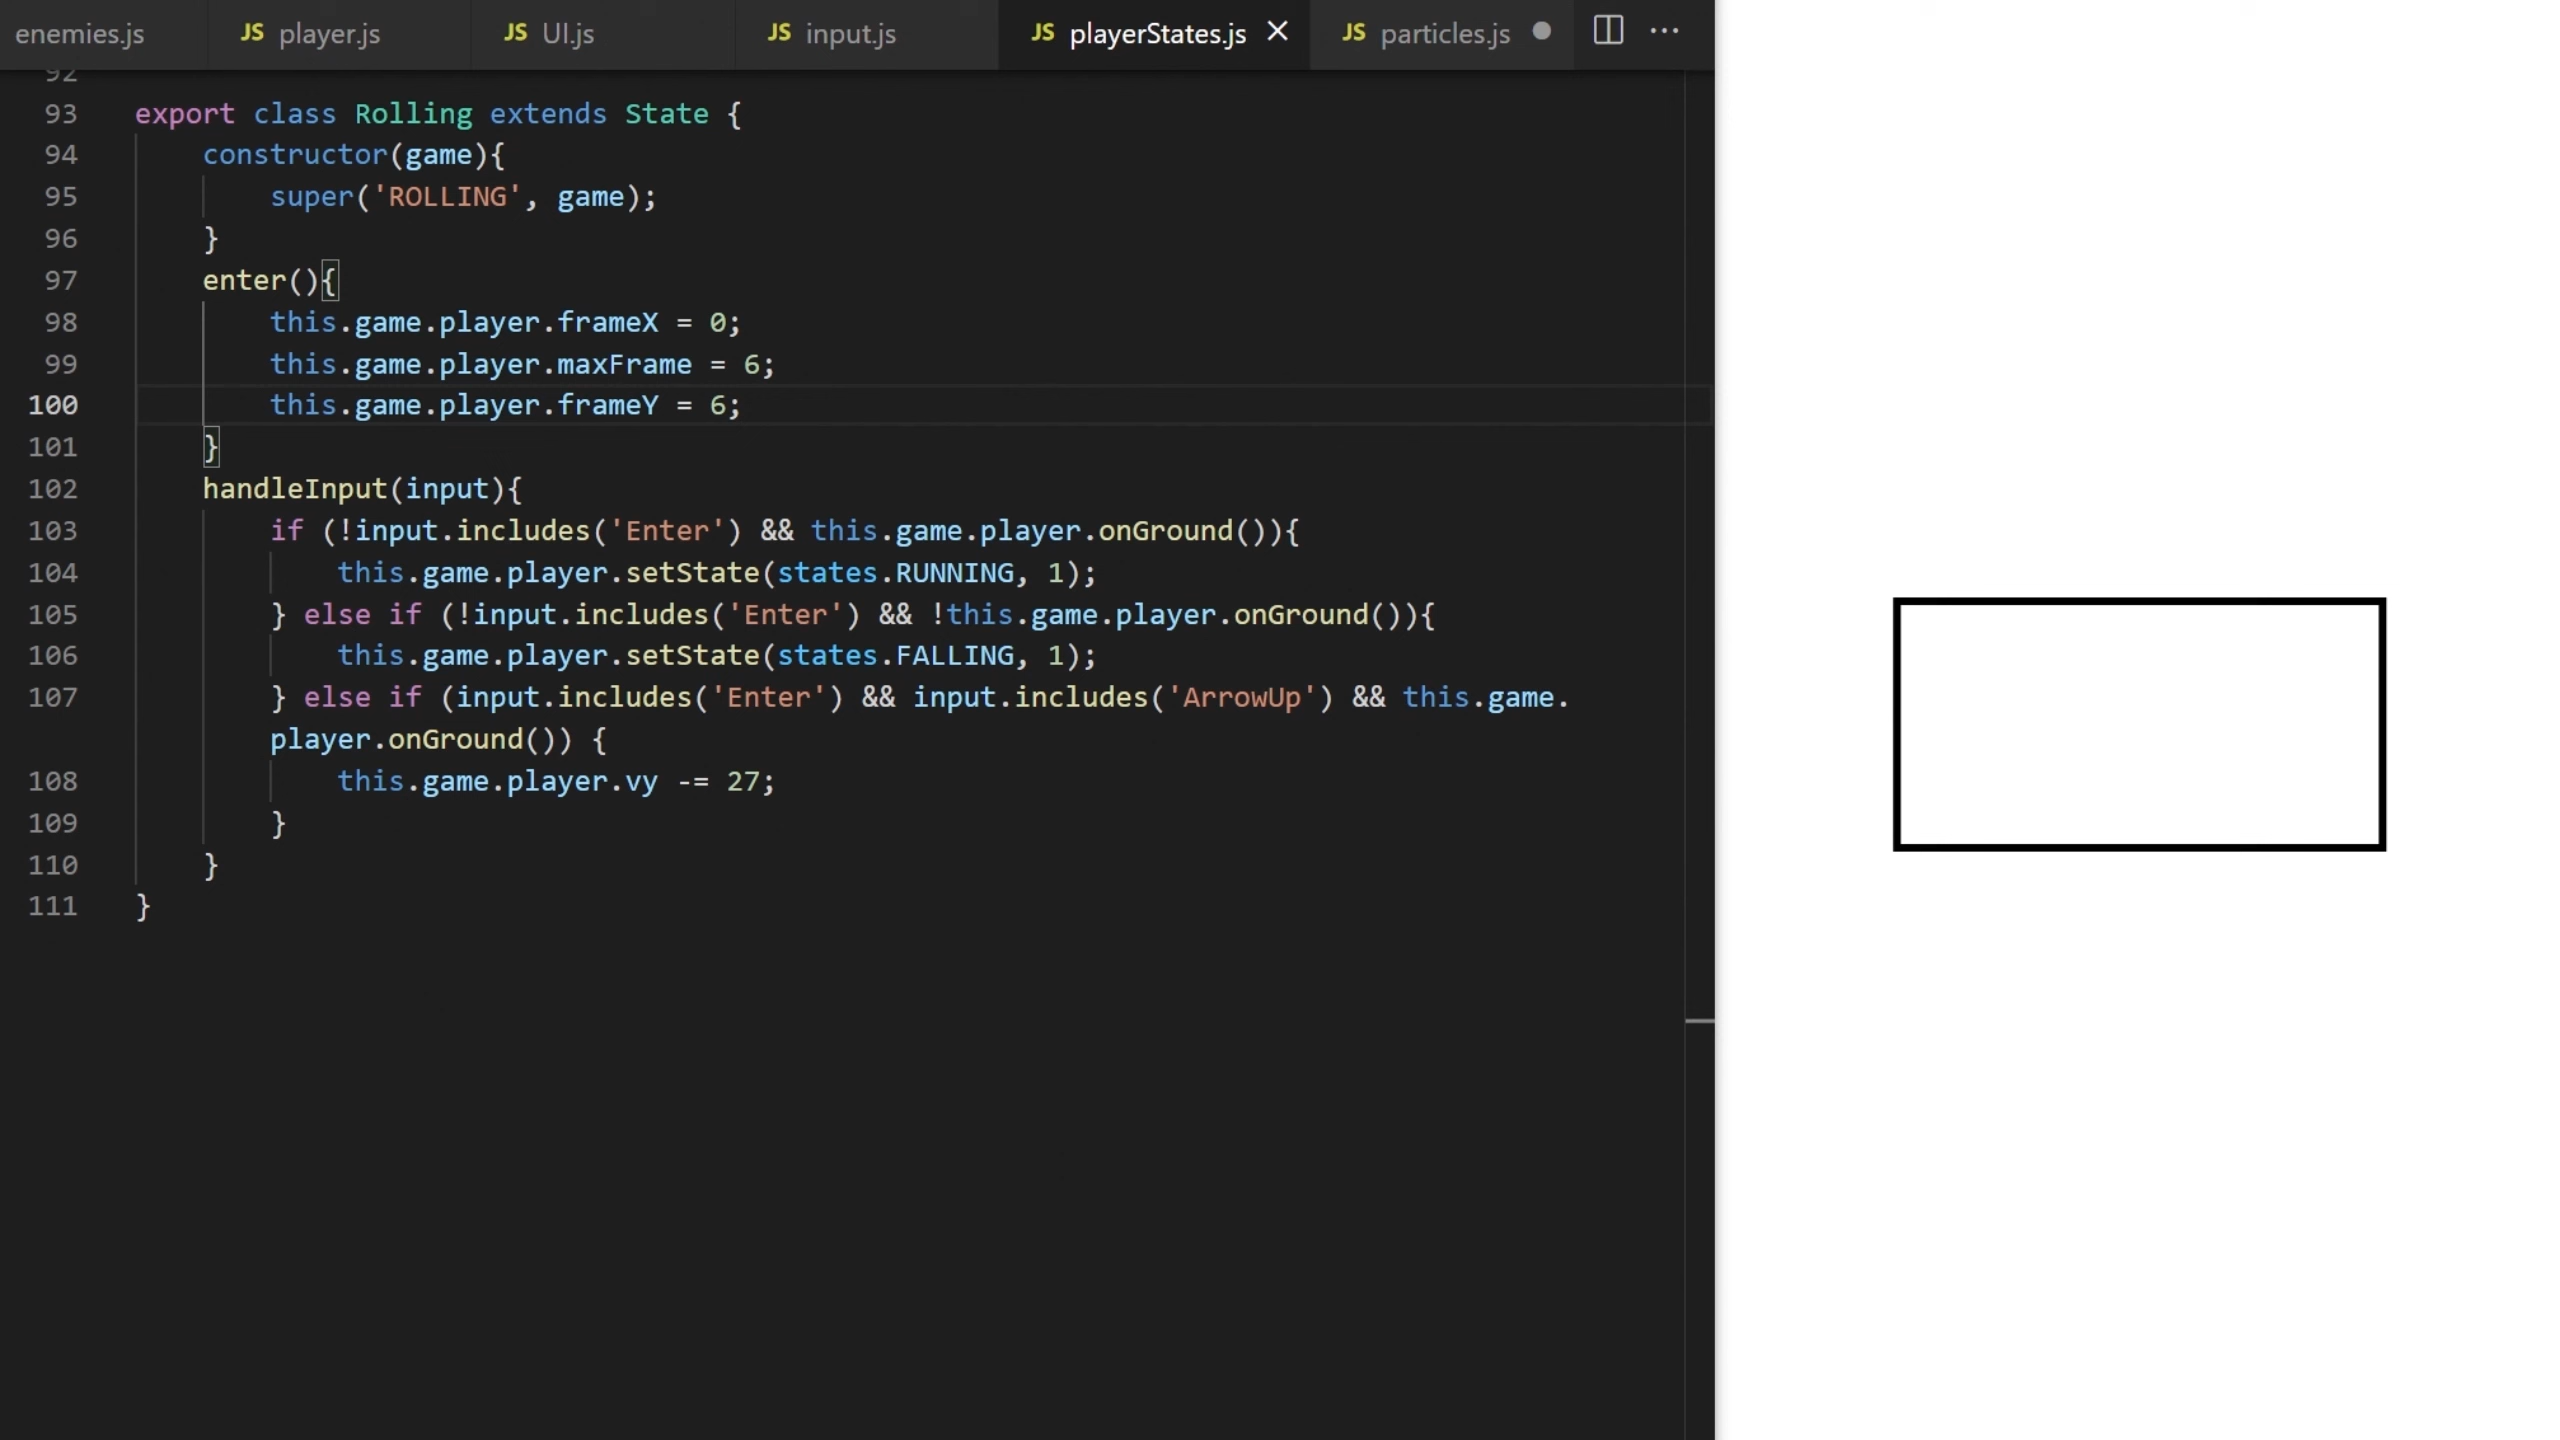 enemies.js JS player.js JS UI.js JS input.js JS playerStates.js JS particles.js
92
93 export class Rolling extends State {
94 constructor(game){
95 super('ROLLING', game);
96 }
97 enter(){
98 this.game.player.frameX = 0;
99 this.game.player.maxFrame = 6;
100 this.game.player.frameY = 6;
101 }
102 handleInput(input){
103 if (!input.includes('Enter') && this.game.player.onGround()){
104 this.game.player.setState(states.RUNNING, 1);
105 } else if (!input.includes('Enter') && !this.game.player.onGround()){
106 this.game.player.setState(states.FALLING, 1);
107 } else if (input.includes('Enter') && input.includes('ArrowUp') && this.game.
player.onGround()) {
108 this.game.player.vy -= 27;
109 }
110 }
111 }